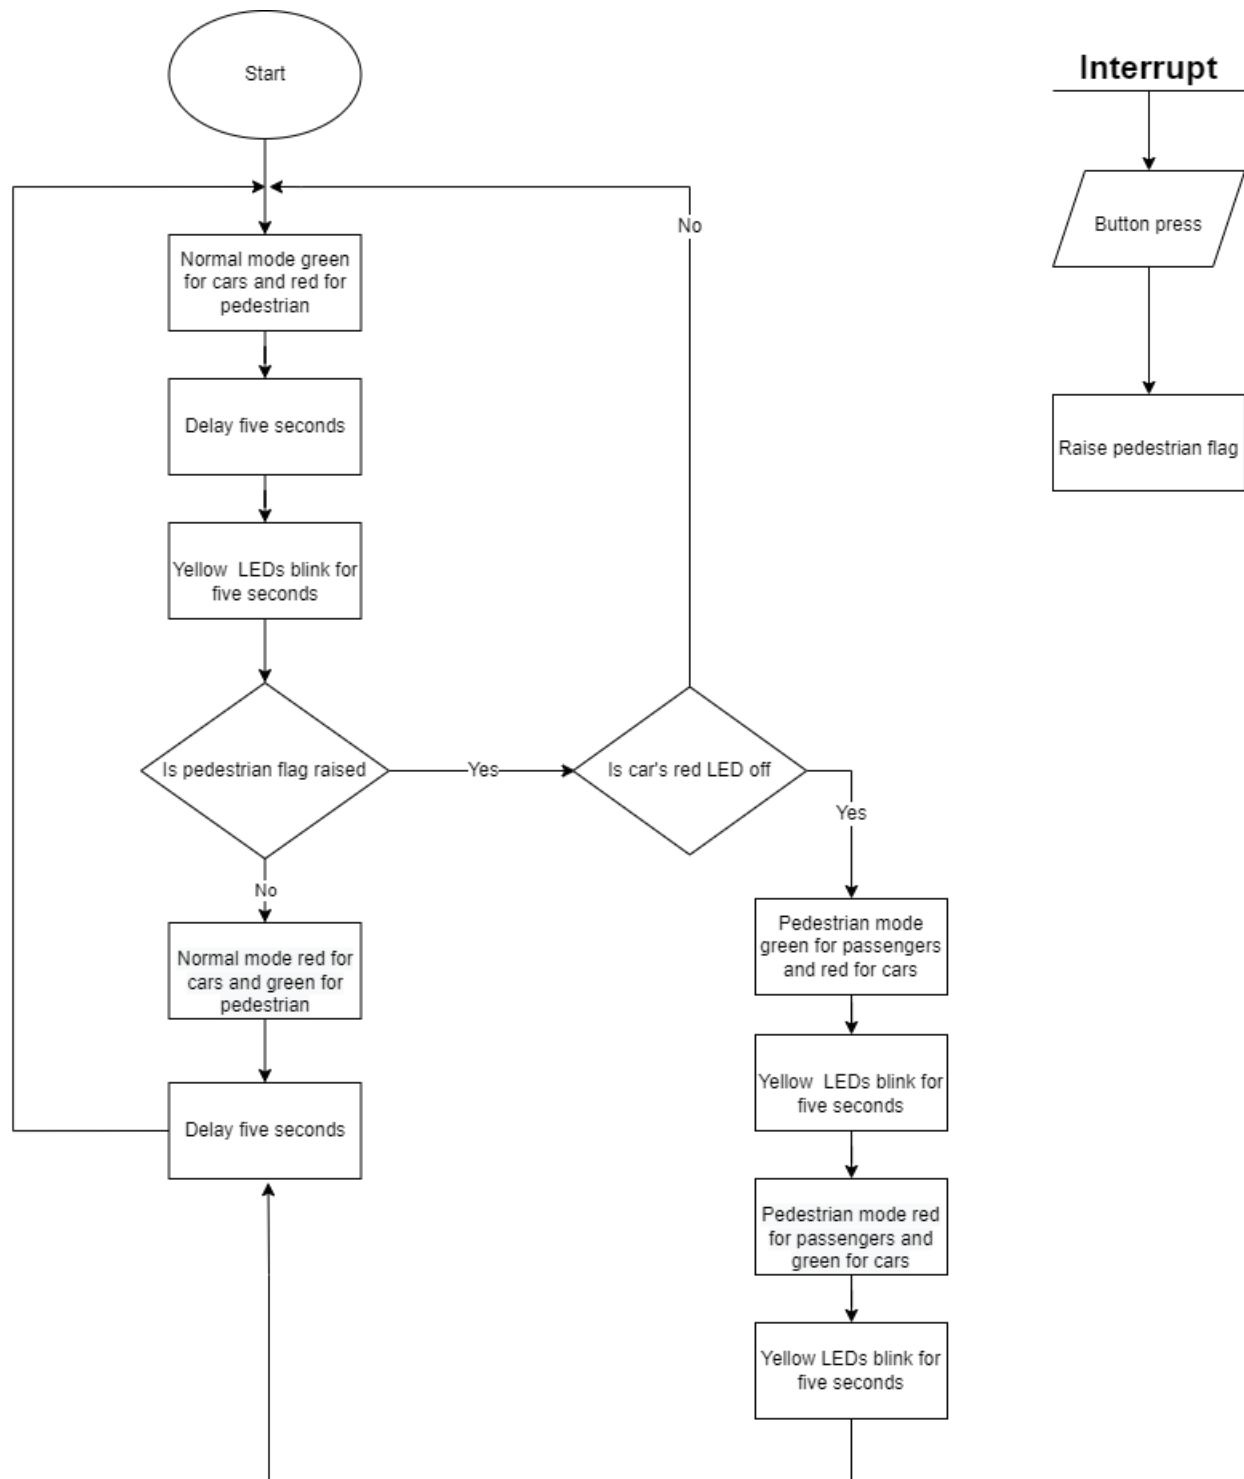 Start
Interrupt
No
Button press
Normal mode green
for cars and red for
pedestrian
Delay five seconds
Raise pedestrian flag
Yellow  LEDs blink for
five seconds
Is pedestrian flag raised
Yes
Is car's red LED off
Yes
No
Normal mode red for
cars and green for
pedestrian
Pedestrian mode
green for passengers
and red for cars
Yellow  LEDs blink for
five seconds
Delay five seconds
Pedestrian mode red
for passengers and
green for cars
Yellow LEDs blink for
five seconds